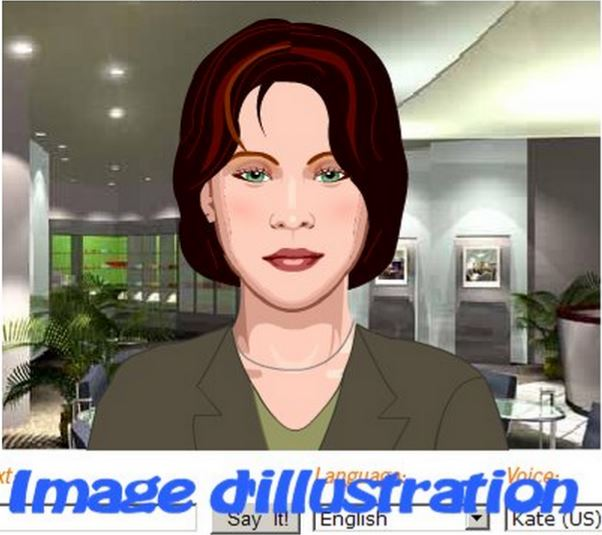 Language: Voice:
Image d'illustration
Say It! English Kate (US)